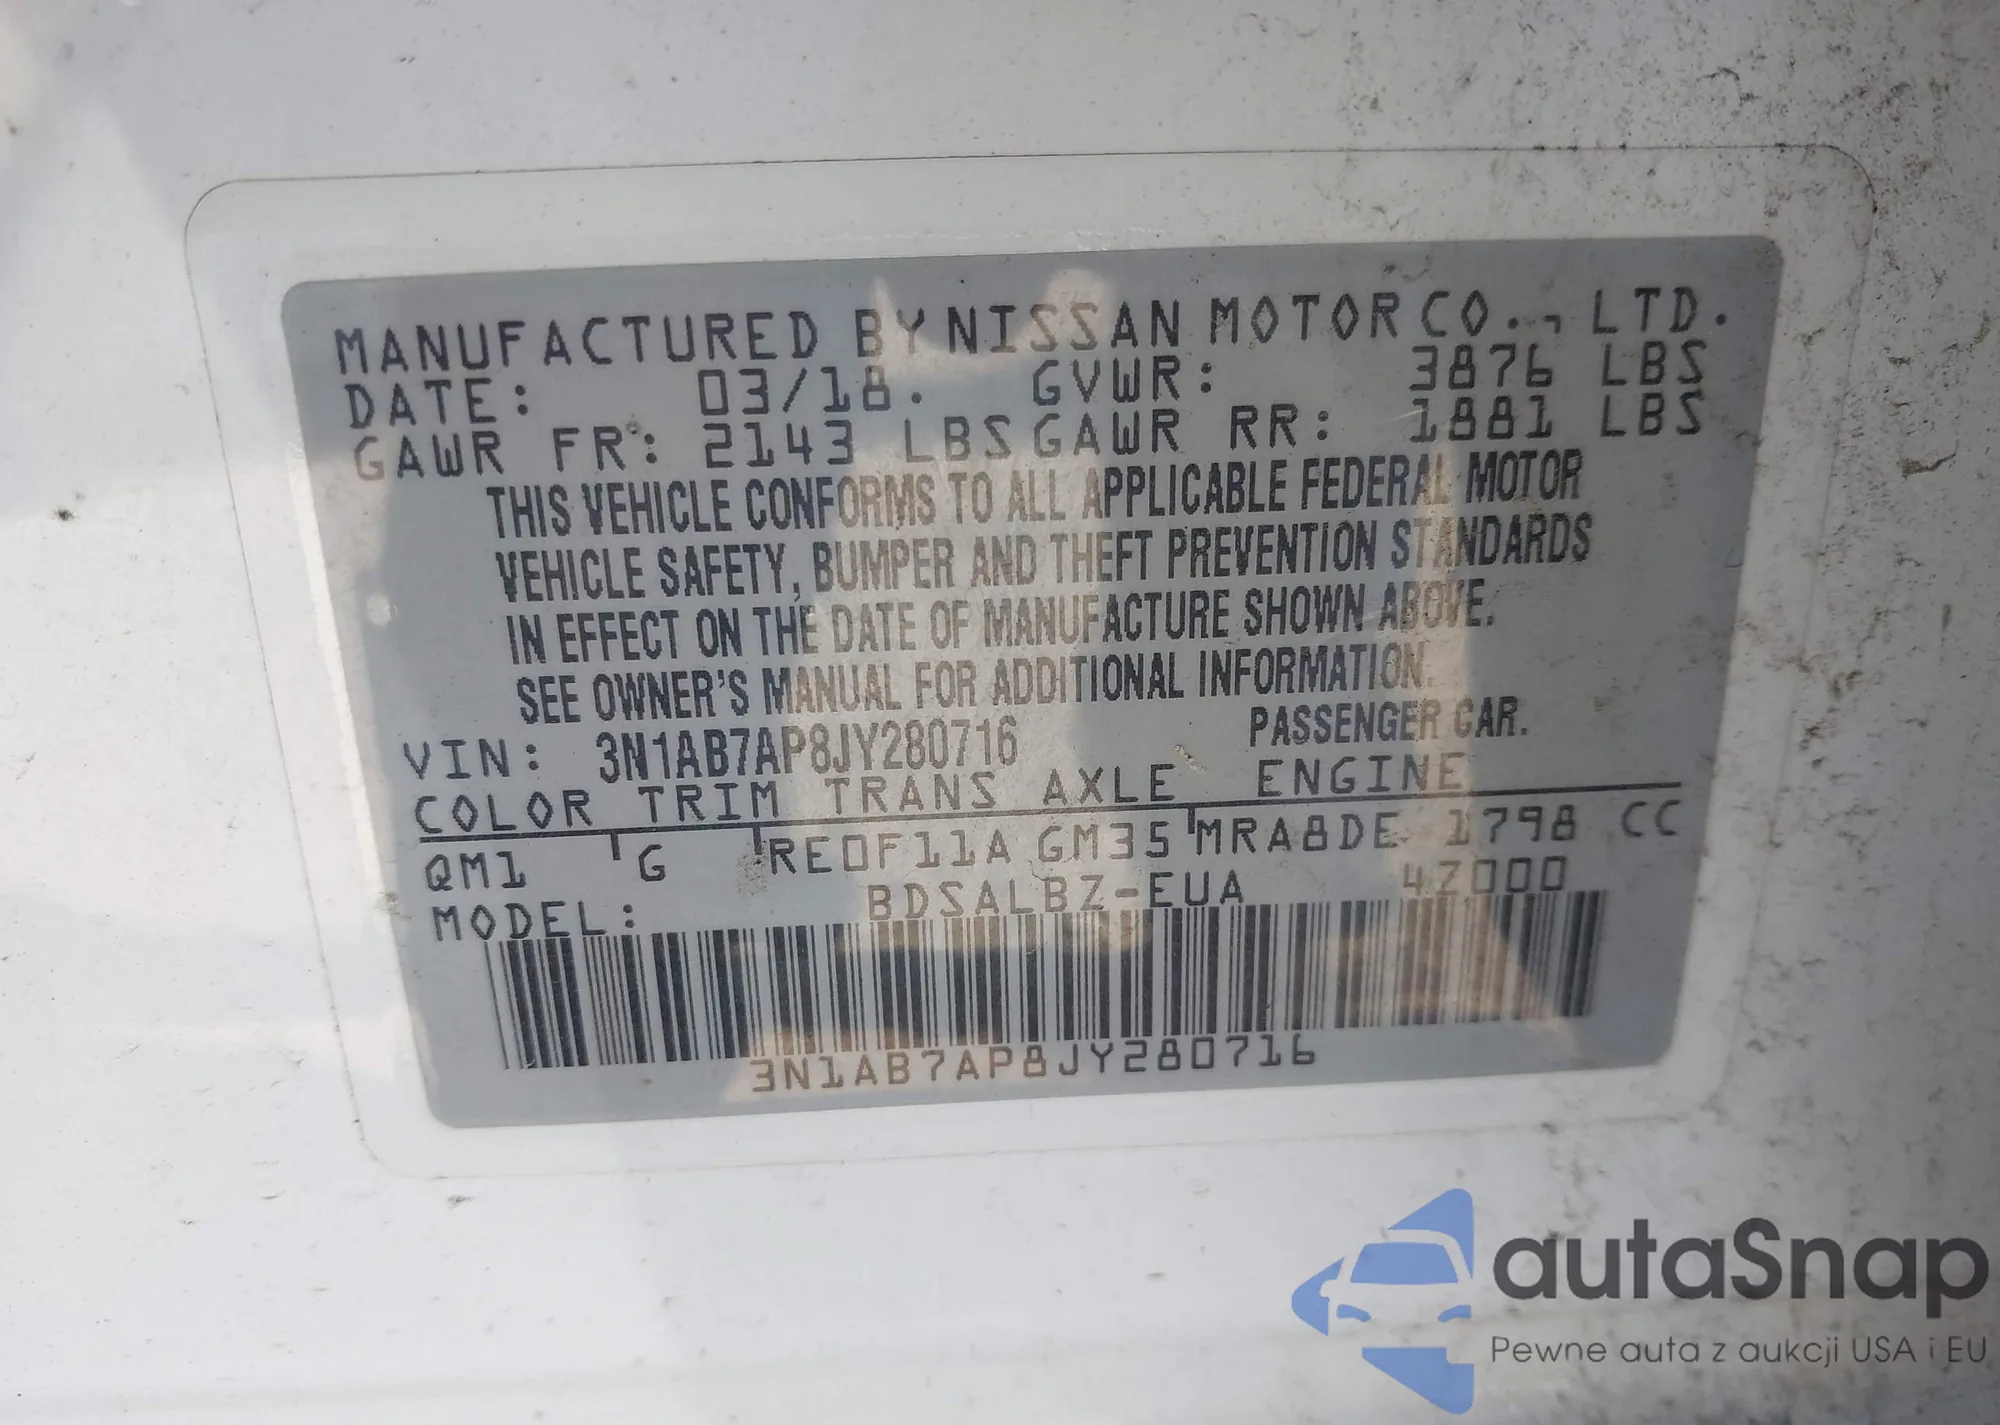 MANUFACTURED BY NISSAN MOTOR CO., LTD.
DATE: 03/18. GVWR: 3876 LBS
GAWR FR: 2143 LBS GAWR RR: 1881 LBS
THIS VEHICLE CONFORMS TO ALL APPLICABLE FEDERAL MOTOR
VEHICLE SAFETY, BUMPER AND THEFT PREVENTION STANDARDS
IN EFFECT ON THE DATE OF MANUFACTURE SHOWN ABOVE.
SEE OWNER'S MANUAL FOR ADDITIONAL INFORMATION.
VIN: 3N1AB7AP8JY280716 PASSENGER CAR.
COLOR TRIM TRANS AXLE ENGINE
QM1 G RE0F11A GM35 MRA8DE 1798 CC
MODEL: BDSALBZ-EUA 4Z000
3N1AB7AP8JY280716
autaSnap
Pewne auta z aukcji USA i EU